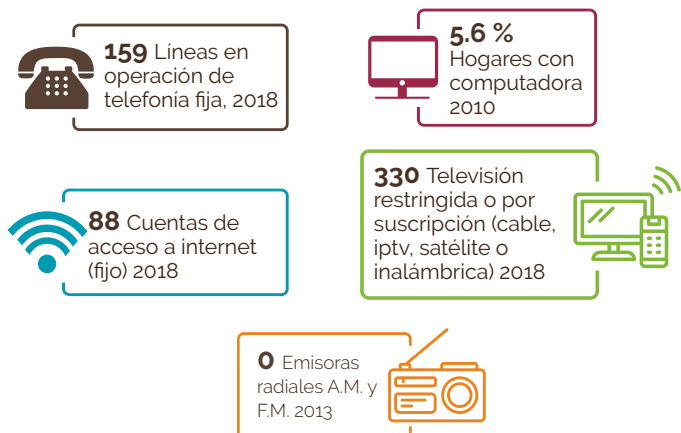 159 Líneas en
operación de
telefonía fija, 2018
5.6 %
Hogares con
computadora
2010
88 Cuentas de
acceso a internet
(fijo) 2018
330 Televisión
restringida o por
suscripción (cable,
iptv, satélite o
inalámbrica) 2018
0 Emisoras
radiales A.M. y
F.M. 2013